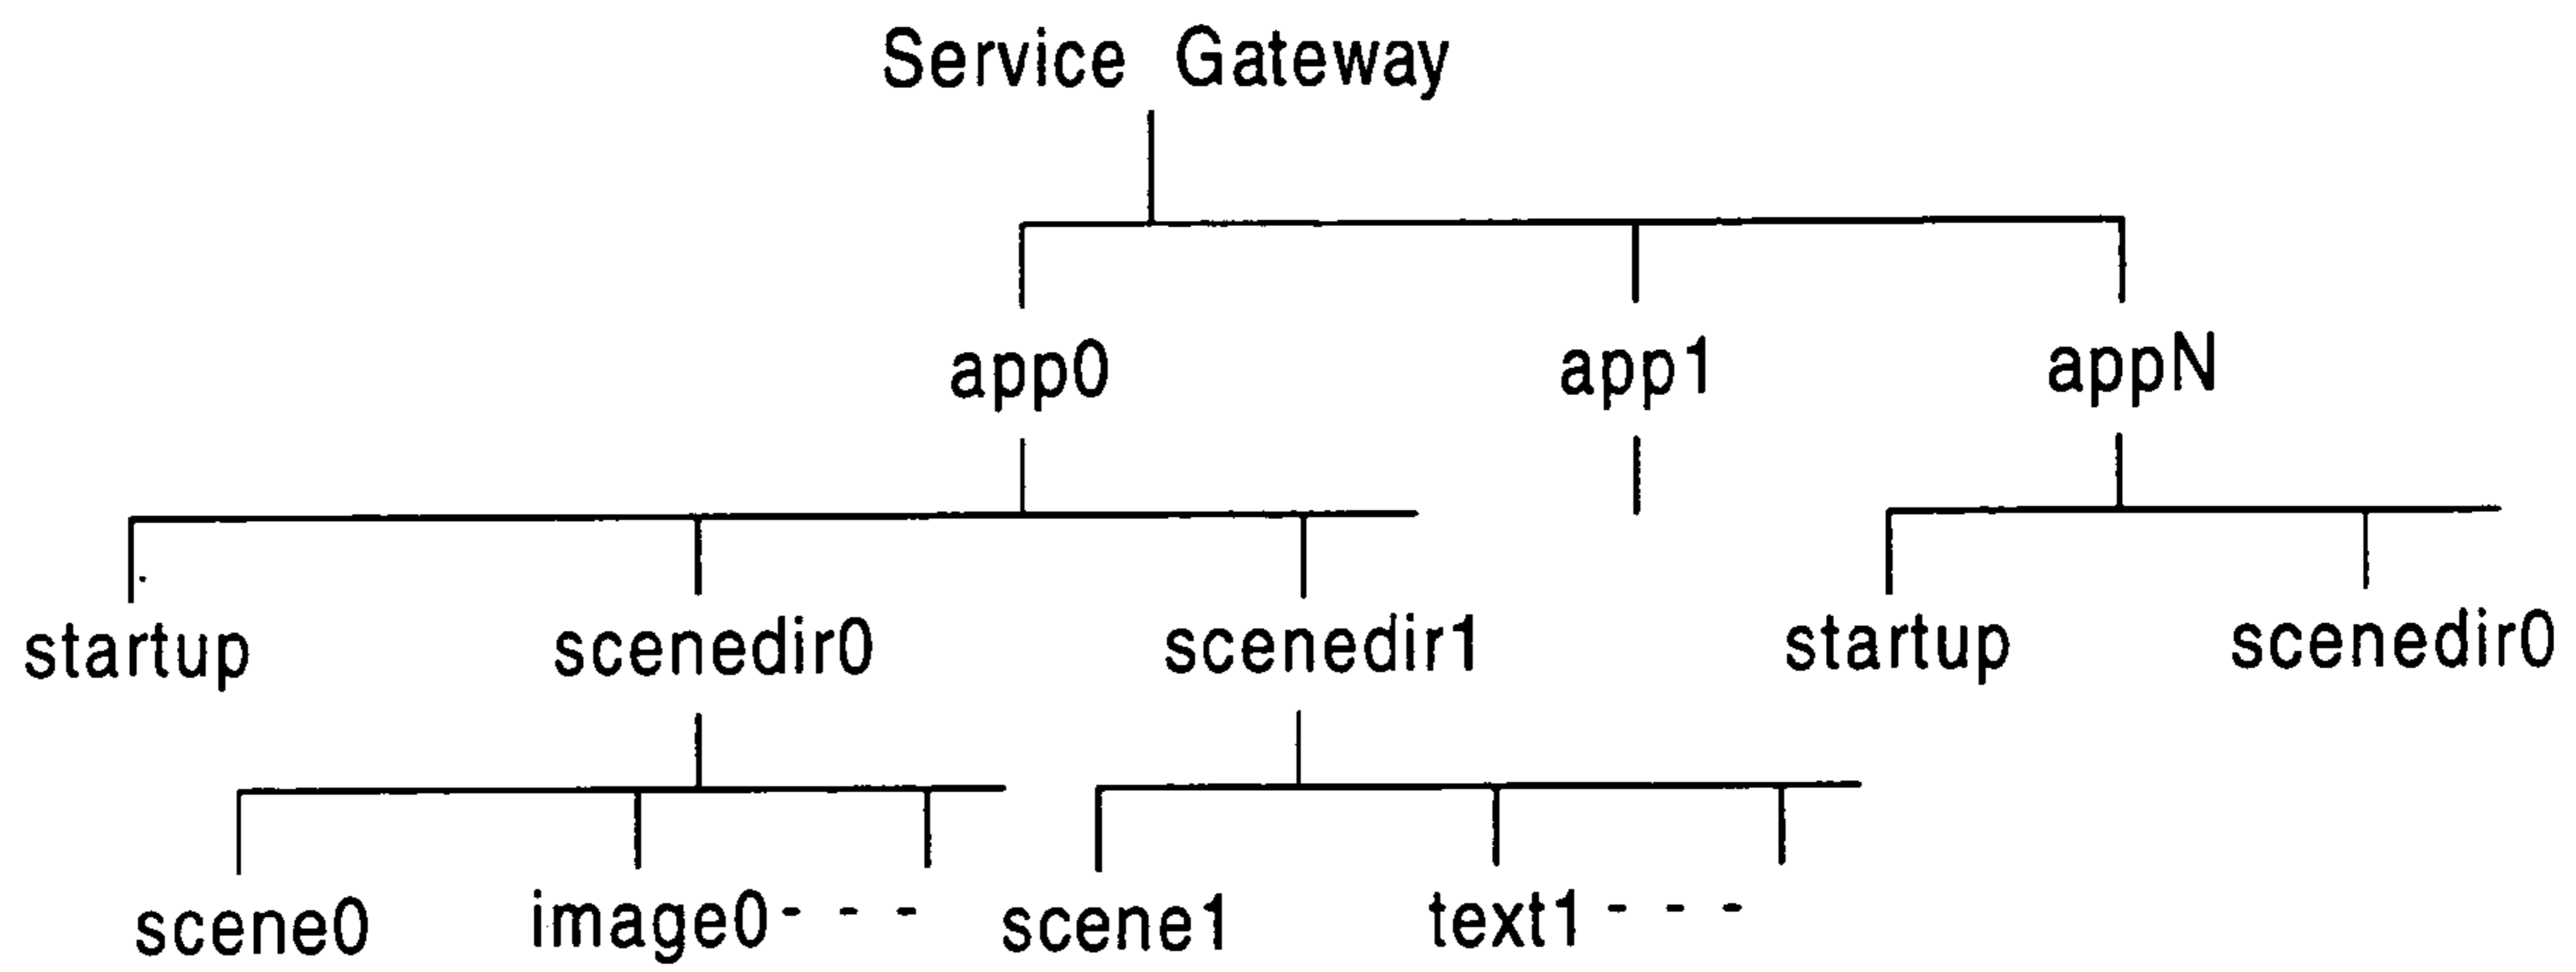 Service Gateway
app0 app1 appN
startup scenedir0 scenedir1 startup scenedir0
scene0 image0 - - - scene1 text1 - - -